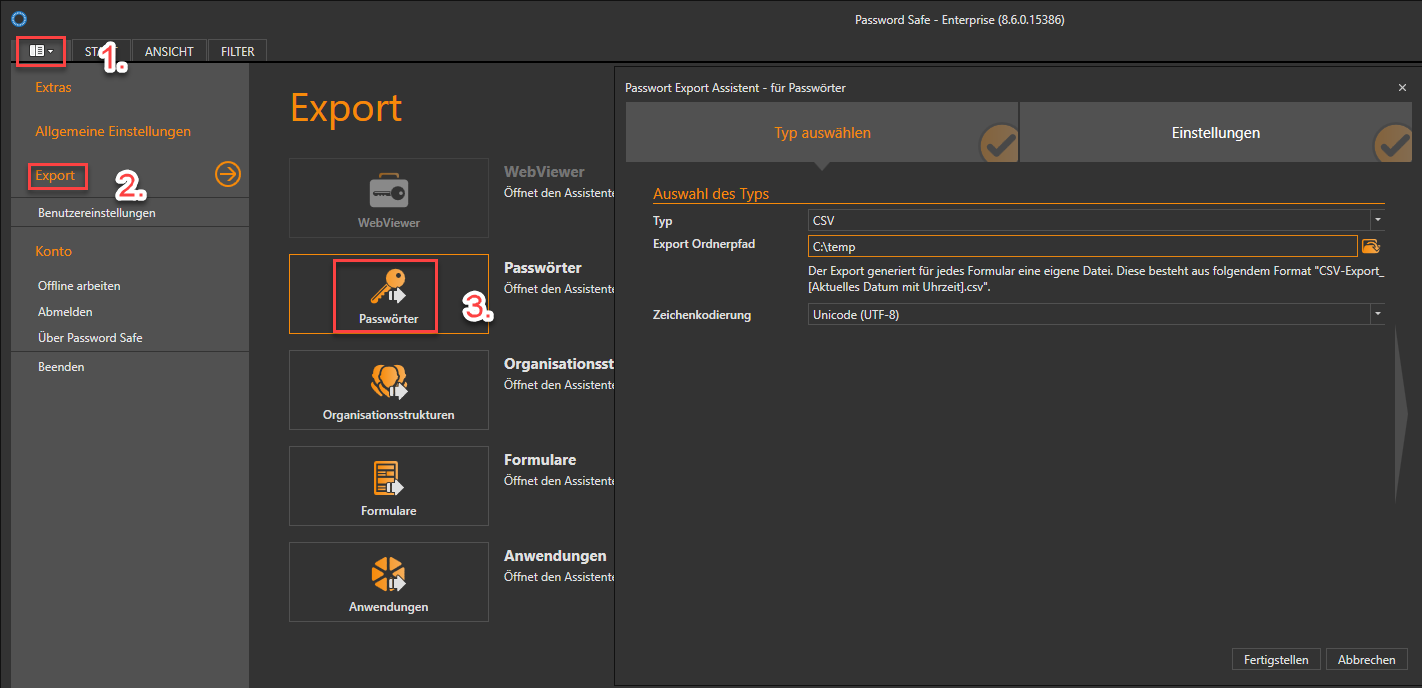 Password Safe - Enterprise (8.6.0.15386)
1.
ANSICHT
FILTER
Extras
Allgemeine Einstellungen
Export
2.
Benutzereinstellungen
Konto
Offline arbeiten
Abmelden
Über Password Safe
Beenden
Export
WebViewer
WebViewer
Öffnet den Assistente
Passwörter
3.
Passwörter
Öffnet den Assistente
Organisationsstrukturen
Organisationsst
Öffnet den Assistente
Formulare
Formulare
Öffnet den Assistente
Anwendungen
Anwendungen
Öffnet den Assistente
Passwort Export Assistent - für Passwörter
Typ auswählen
Einstellungen
Auswahl des Typs
Typ
CSV
Export Ordnerpfad
C:\temp
Der Export generiert für jedes Formular eine eigene Datei. Diese besteht aus folgendem Format "CSV-Export_
[Aktuelles Datum mit Uhrzeit].csv".
Zeichenkodierung
Unicode (UTF-8)
Fertigstellen
Abbrechen